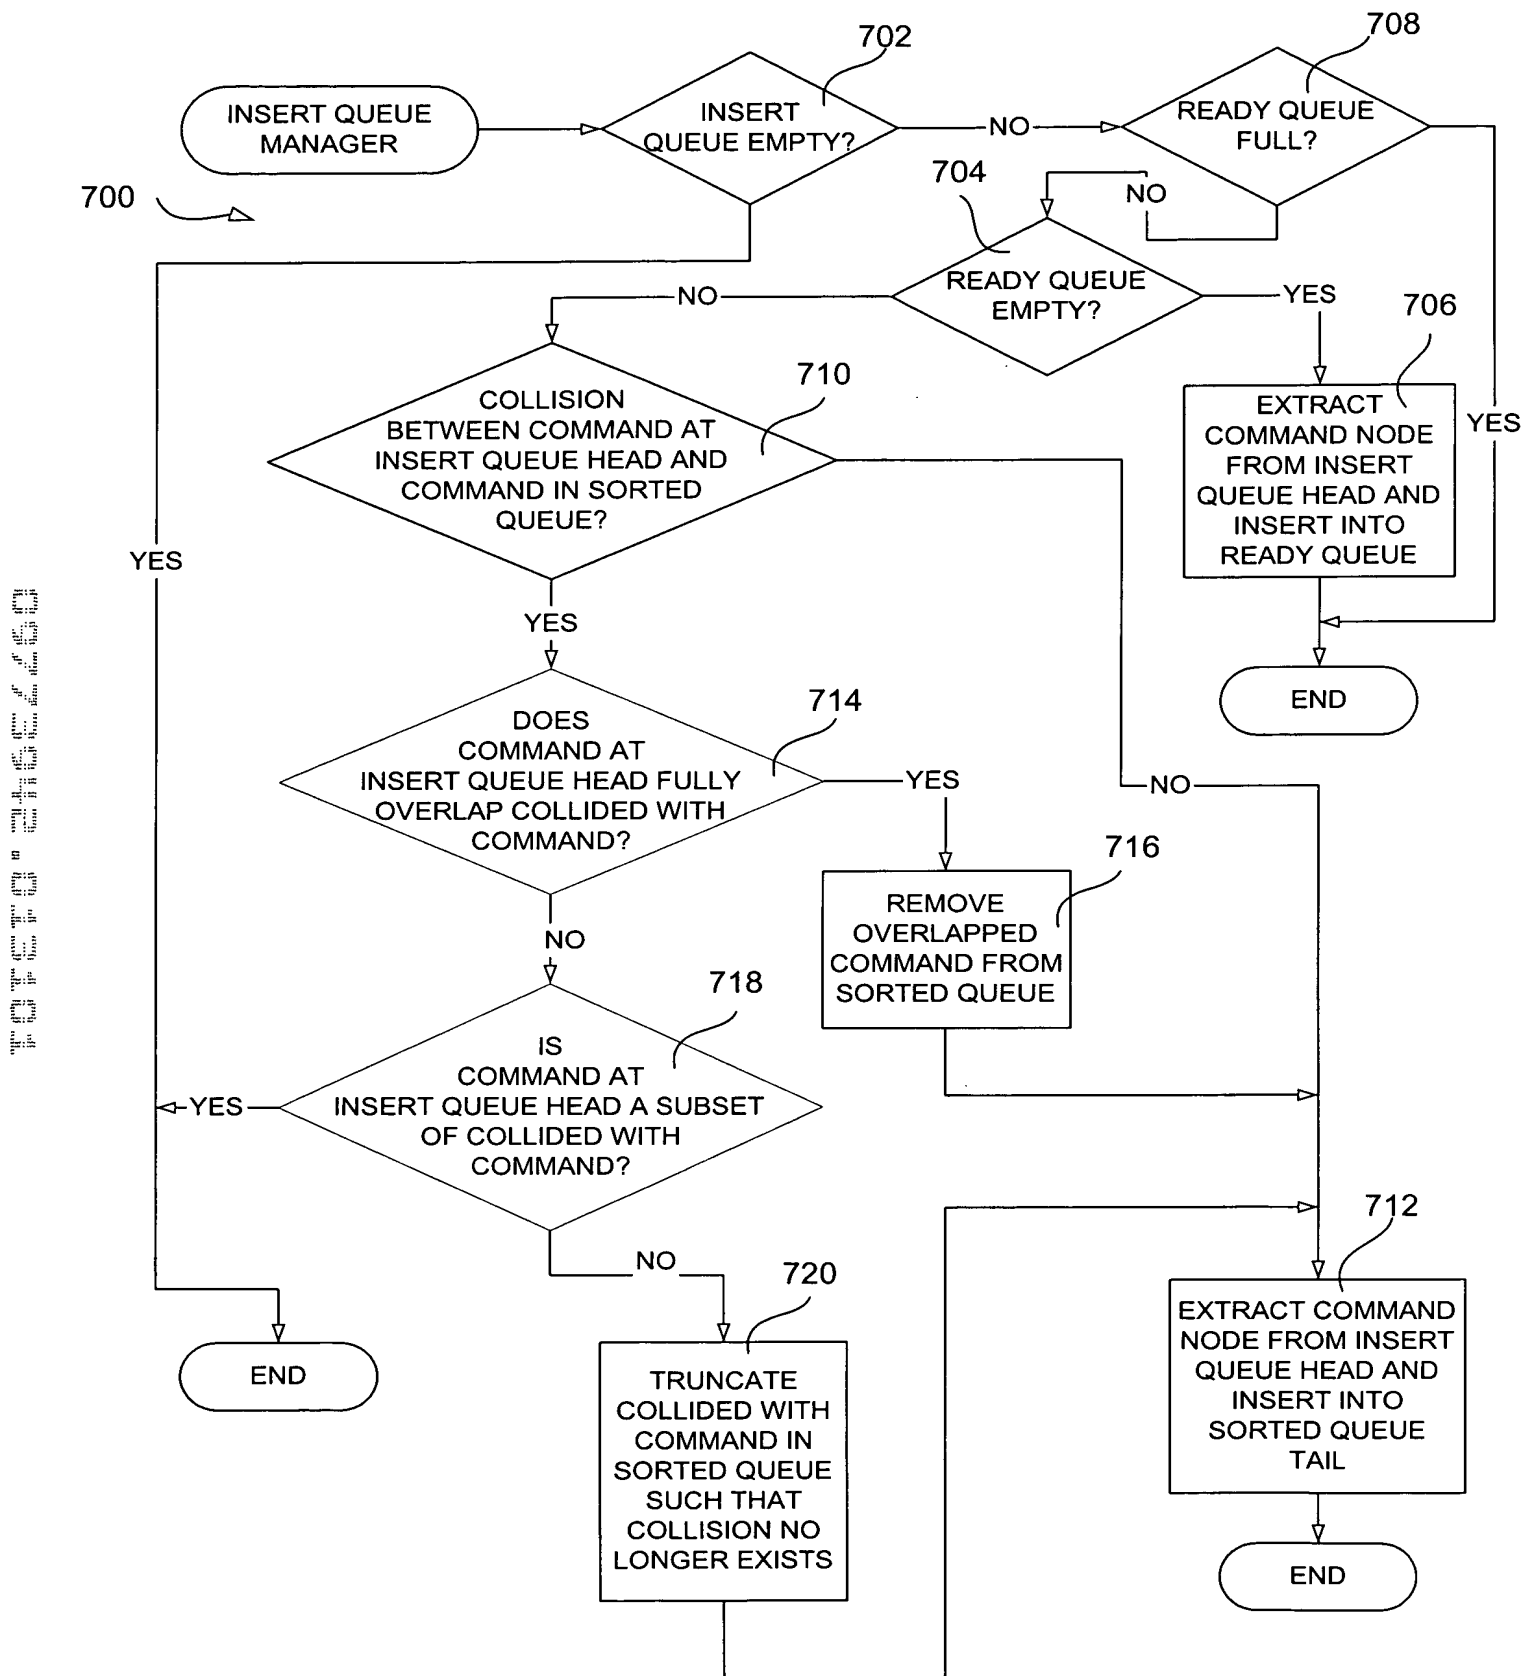 702
708
INSERT QUEUE
MANAGER
INSERT
QUEUE EMPTY?
NO
READY QUEUE
FULL?
700
704
NO
READY QUEUE
EMPTY?
NO
YES
706
710
COLLISION
BETWEEN COMMAND AT
INSERT QUEUE HEAD AND
COMMAND IN SORTED
QUEUE?
EXTRACT
COMMAND NODE
FROM INSERT
QUEUE HEAD AND
INSERT INTO
READY QUEUE
YES
YES
YES
END
DOES
COMMAND AT
INSERT QUEUE HEAD FULLY
OVERLAP COLLIDED WITH
COMMAND?
714
YES
NO
716
REMOVE
OVERLAPPED
COMMAND FROM
SORTED QUEUE
NO
718
IS
COMMAND AT
INSERT QUEUE HEAD A SUBSET
OF COLLIDED WITH
COMMAND?
YES
NO
712
720
EXTRACT COMMAND
NODE FROM INSERT
QUEUE HEAD AND
INSERT INTO
SORTED QUEUE
TAIL
END
TRUNCATE
COLLIDED WITH
COMMAND IN
SORTED QUEUE
SUCH THAT
COLLISION NO
LONGER EXISTS
END